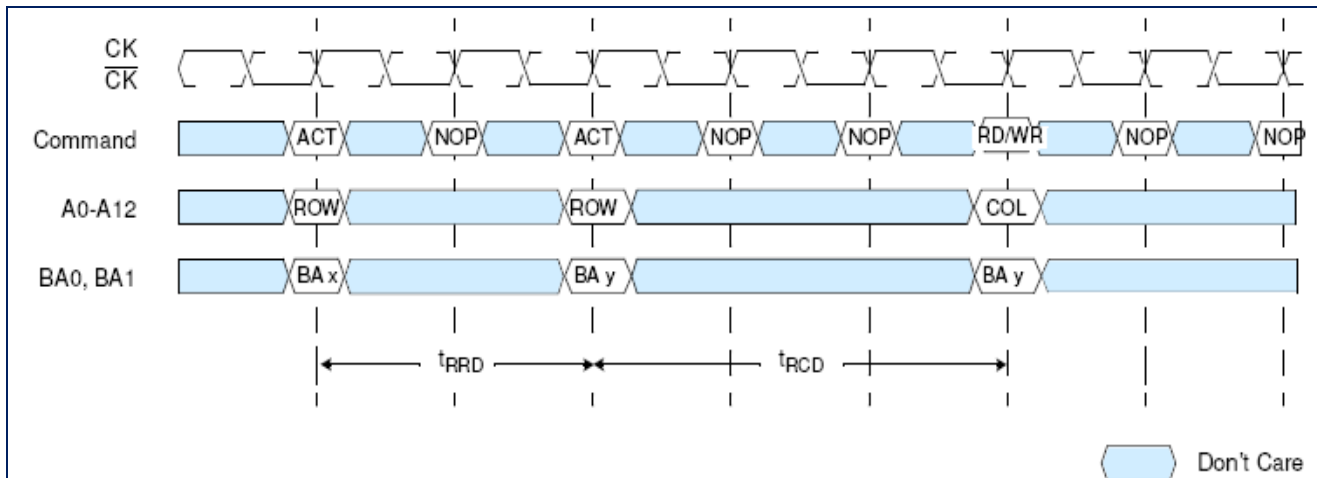 CK
CK
Command ACT NOP ACT NOP NOP RD/WR NOP NOP
A0-A12 ROW ROW COL
BA0, BA1 BA x BA y BA y
tRRD tRCD
Don't Care